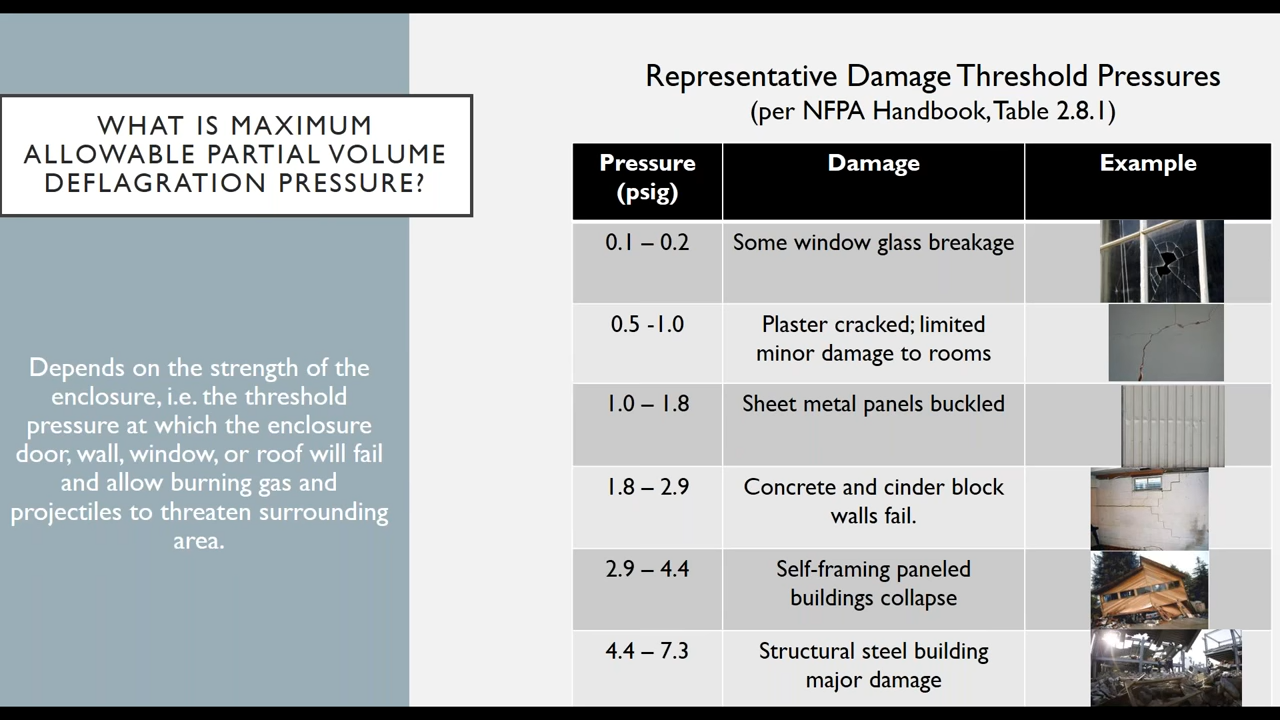 WHAT IS MAXIMUM
ALLOWABLE PARTIAL VOLUME
DEFLAGRATION PRESSURE?
Depends on the strength of the
enclosure, i.e. the threshold
pressure at which the enclosure
door, wall, window, or roof will fail
and allow burning gas and
projectiles to threaten surrounding
area.
Representative Damage Threshold Pressures
(per NFPA Handbook, Table 2.8.1)
Pressure
(psig)
Damage
Example
0.1 – 0.2
Some window glass breakage
0.5 -1.0
Plaster cracked; limited
minor damage to rooms
1.0 – 1.8
Sheet metal panels buckled
1.8 – 2.9
Concrete and cinder block
walls fail.
2.9 – 4.4
Self-framing paneled
buildings collapse
4.4 – 7.3
Structural steel building
major damage